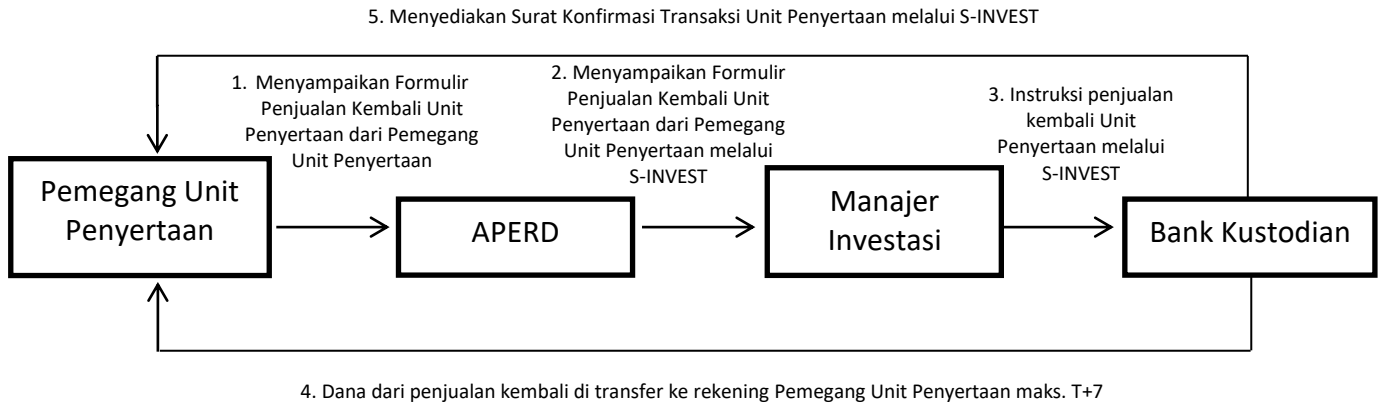 5. Menyediakan Surat Konfirmasi Transaksi Unit Penyertaan melalui S-INVEST
1. Menyampaikan Formulir
Penjualan Kembali Unit
Penyertaan dari Pemegang
Unit Penyertaan
2. Menyampaikan Formulir
Penjualan Kembali Unit
Penyertaan dari Pemegang
Unit Penyertaan melalui
S-INVEST
3. Instruksi penjualan
kembali Unit
Penyertaan melalui
S-INVEST
Pemegang Unit
Penyertaan
APERD
Manajer
Investasi
Bank Kustodian
4. Dana dari penjualan kembali di transfer ke rekening Pemegang Unit Penyertaan maks. T+7